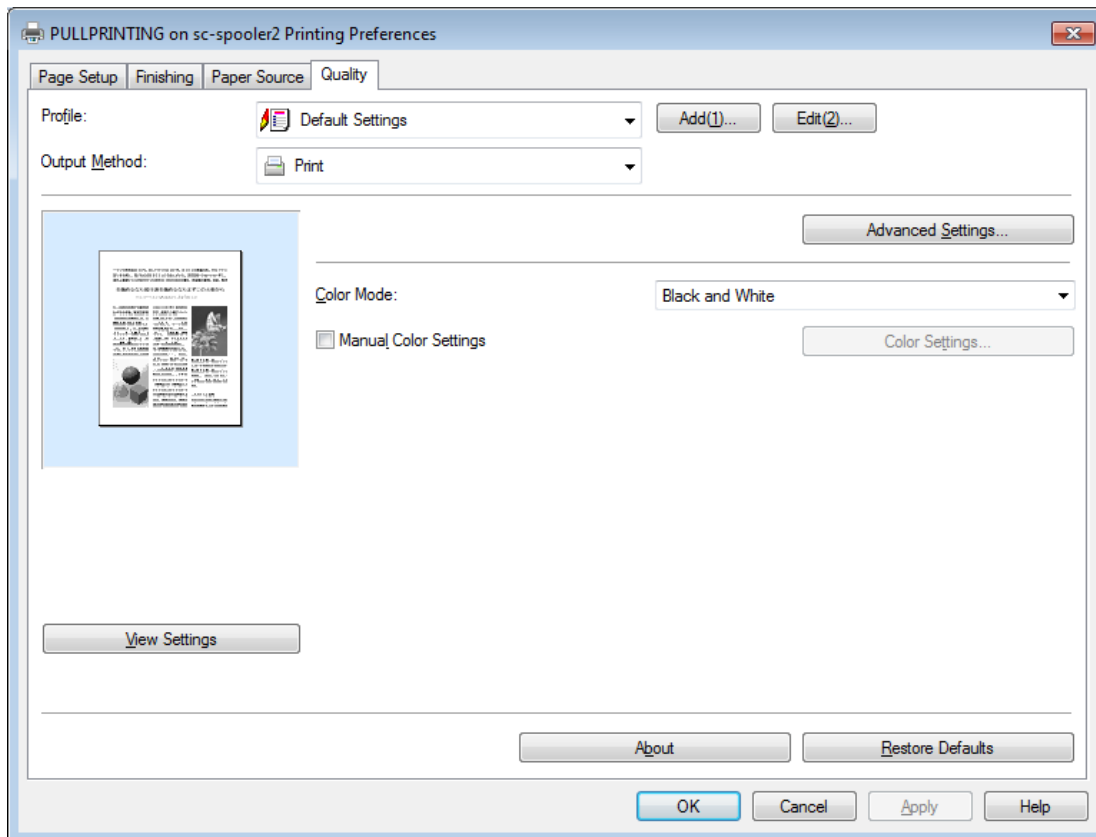 PULLPRINTING on sc-spooler2 Printing Preferences
Page Setup Finishing Paper Source Quality
Profile: Default Settings Add(1)... Edit(2)...
Output Method: Print
Advanced Settings...
Color Mode: Black and White
Manual Color Settings Color Settings...
View Settings
About Restore Defaults
OK Cancel Apply Help